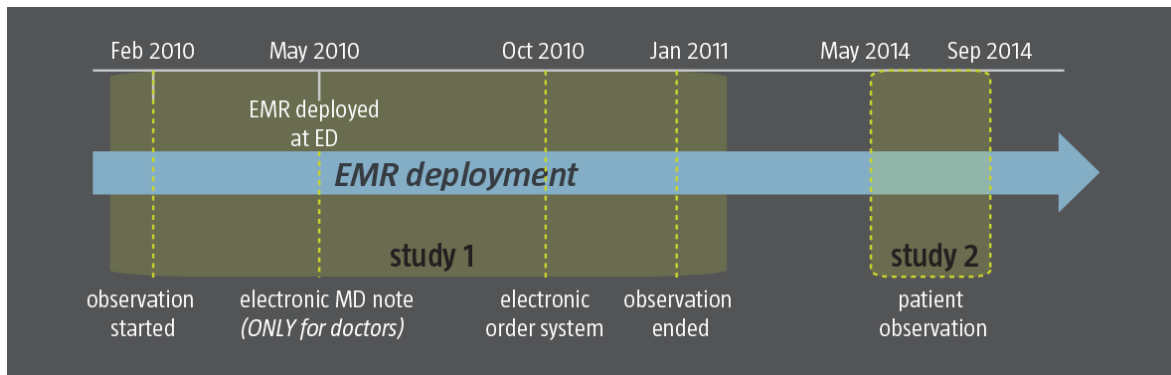 Feb 2010 May 2010 Oct 2010 Jan 2011 May 2014 Sep 2014
EMR deployed
at ED
EMR deployment
study 1
study 2
observation
started
electronic MD note
(ONLY for doctors)
electronic
order system
observation
ended
patient
observation